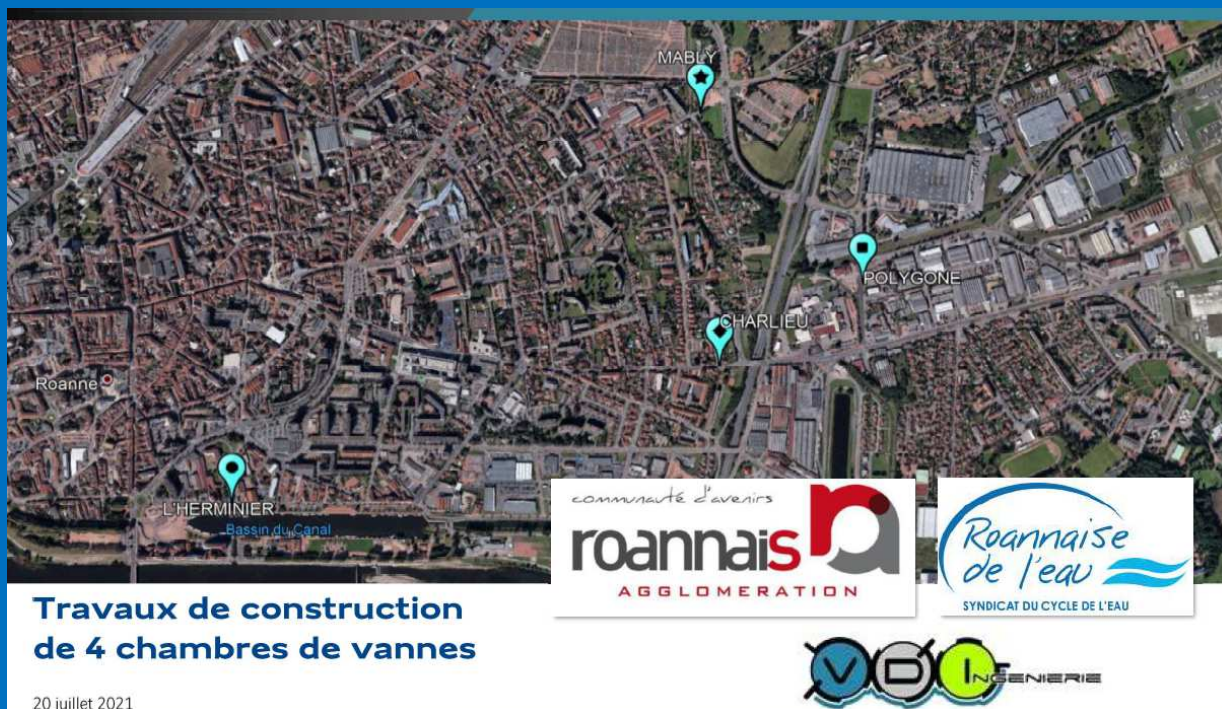 MABLY
POLYGONE
CHARLIEU
Roanne
L'HERMINIER
Bassin du Canal
communauté d'avenirs
roannais
AGGLOMERATION
Roannaise
de l'eau
SYNDICAT DU CYCLE DE L'EAU
Travaux de construction
de 4 chambres de vannes
VDI INGENIERIE
20 juillet 2021